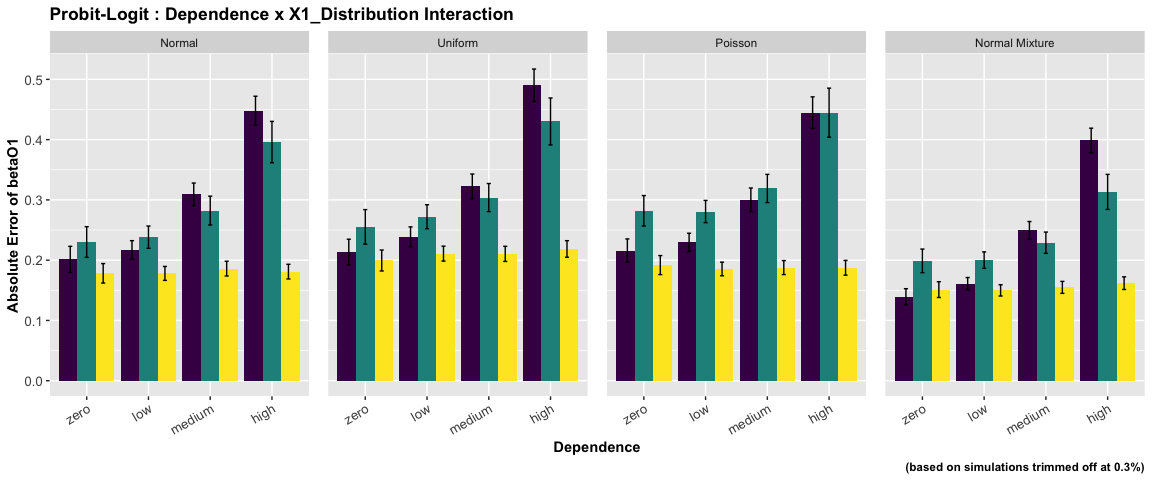 Probit-Logit : Dependence x X1_Distribution Interaction
Normal
Uniform
Poisson
Normal Mixture
Absolute Error of betaO1
0.5
0.4
0.3
0.2
0.1
0.0
zero
low
medium
high
zero
low
medium
high
zero
low
medium
high
zero
low
medium
high
Dependence
(based on simulations trimmed off at 0.3%)